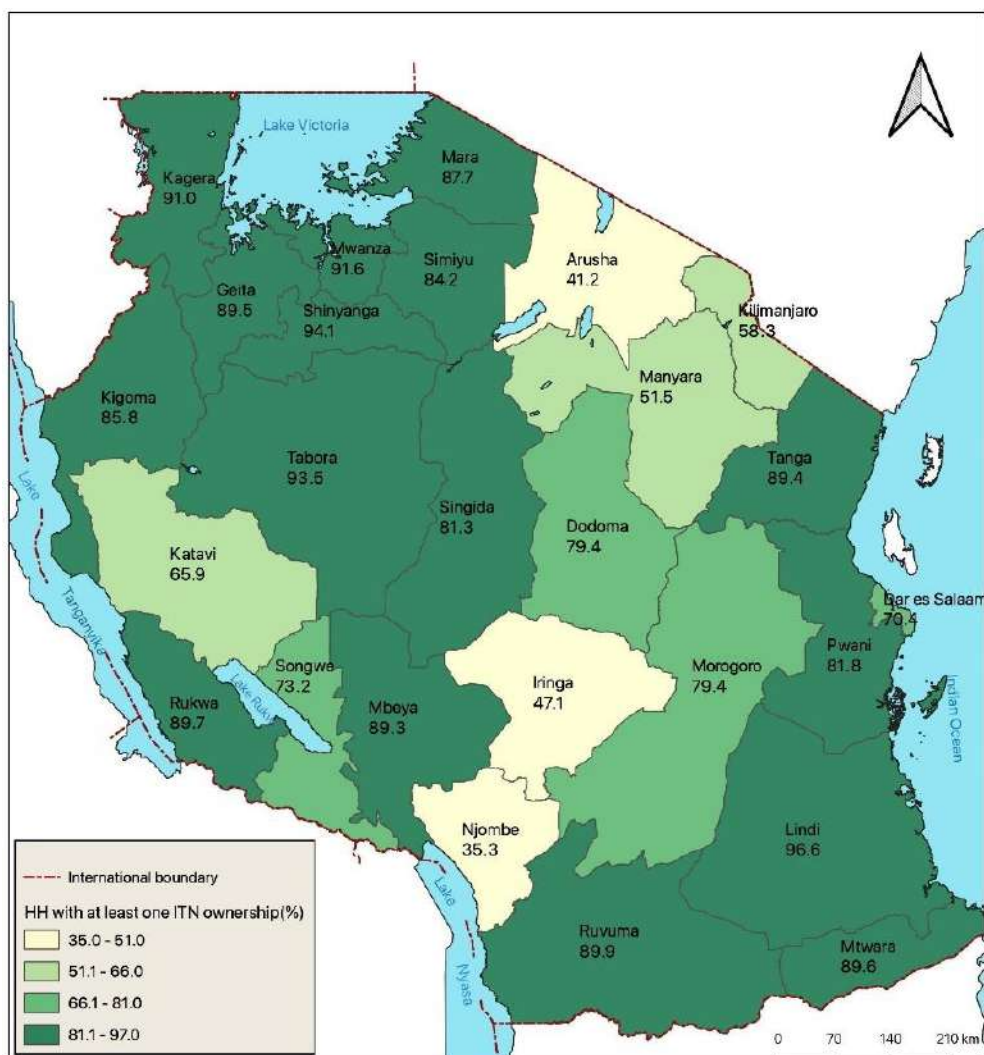 Lake Victoria
Mara
87.7
Kagera
91.0
Mwanza
91.6
Simiyu
84.2
Arusha
41.2
Geita
89.5
Shinyanga
94.1
Kilimanjaro
58.3
Kigoma
85.8
Manyara
51.5
Tabora
93.5
Tanga
89.4
Singida
81.3
Dodoma
79.4
Katavi
65.9
Lake
Tanganyika
Dar es Salaam
70.4
Pwani
81.8
Songwe
73.2
Morogoro
79.4
Iringa
47.1
Rukwa
89.7
Lake Rukw
Mbeya
89.3
Indian Ocean
Njombe
35.3
Lindi
96.6
Lake
Nyasa
Ruvuma
89.9
Mtwara
89.6
International boundary
HH with at least one ITN ownership(%)
35.0 - 51.0
51.1 - 66.0
66.1 - 81.0
81.1 - 97.0
0 70 140 210 km